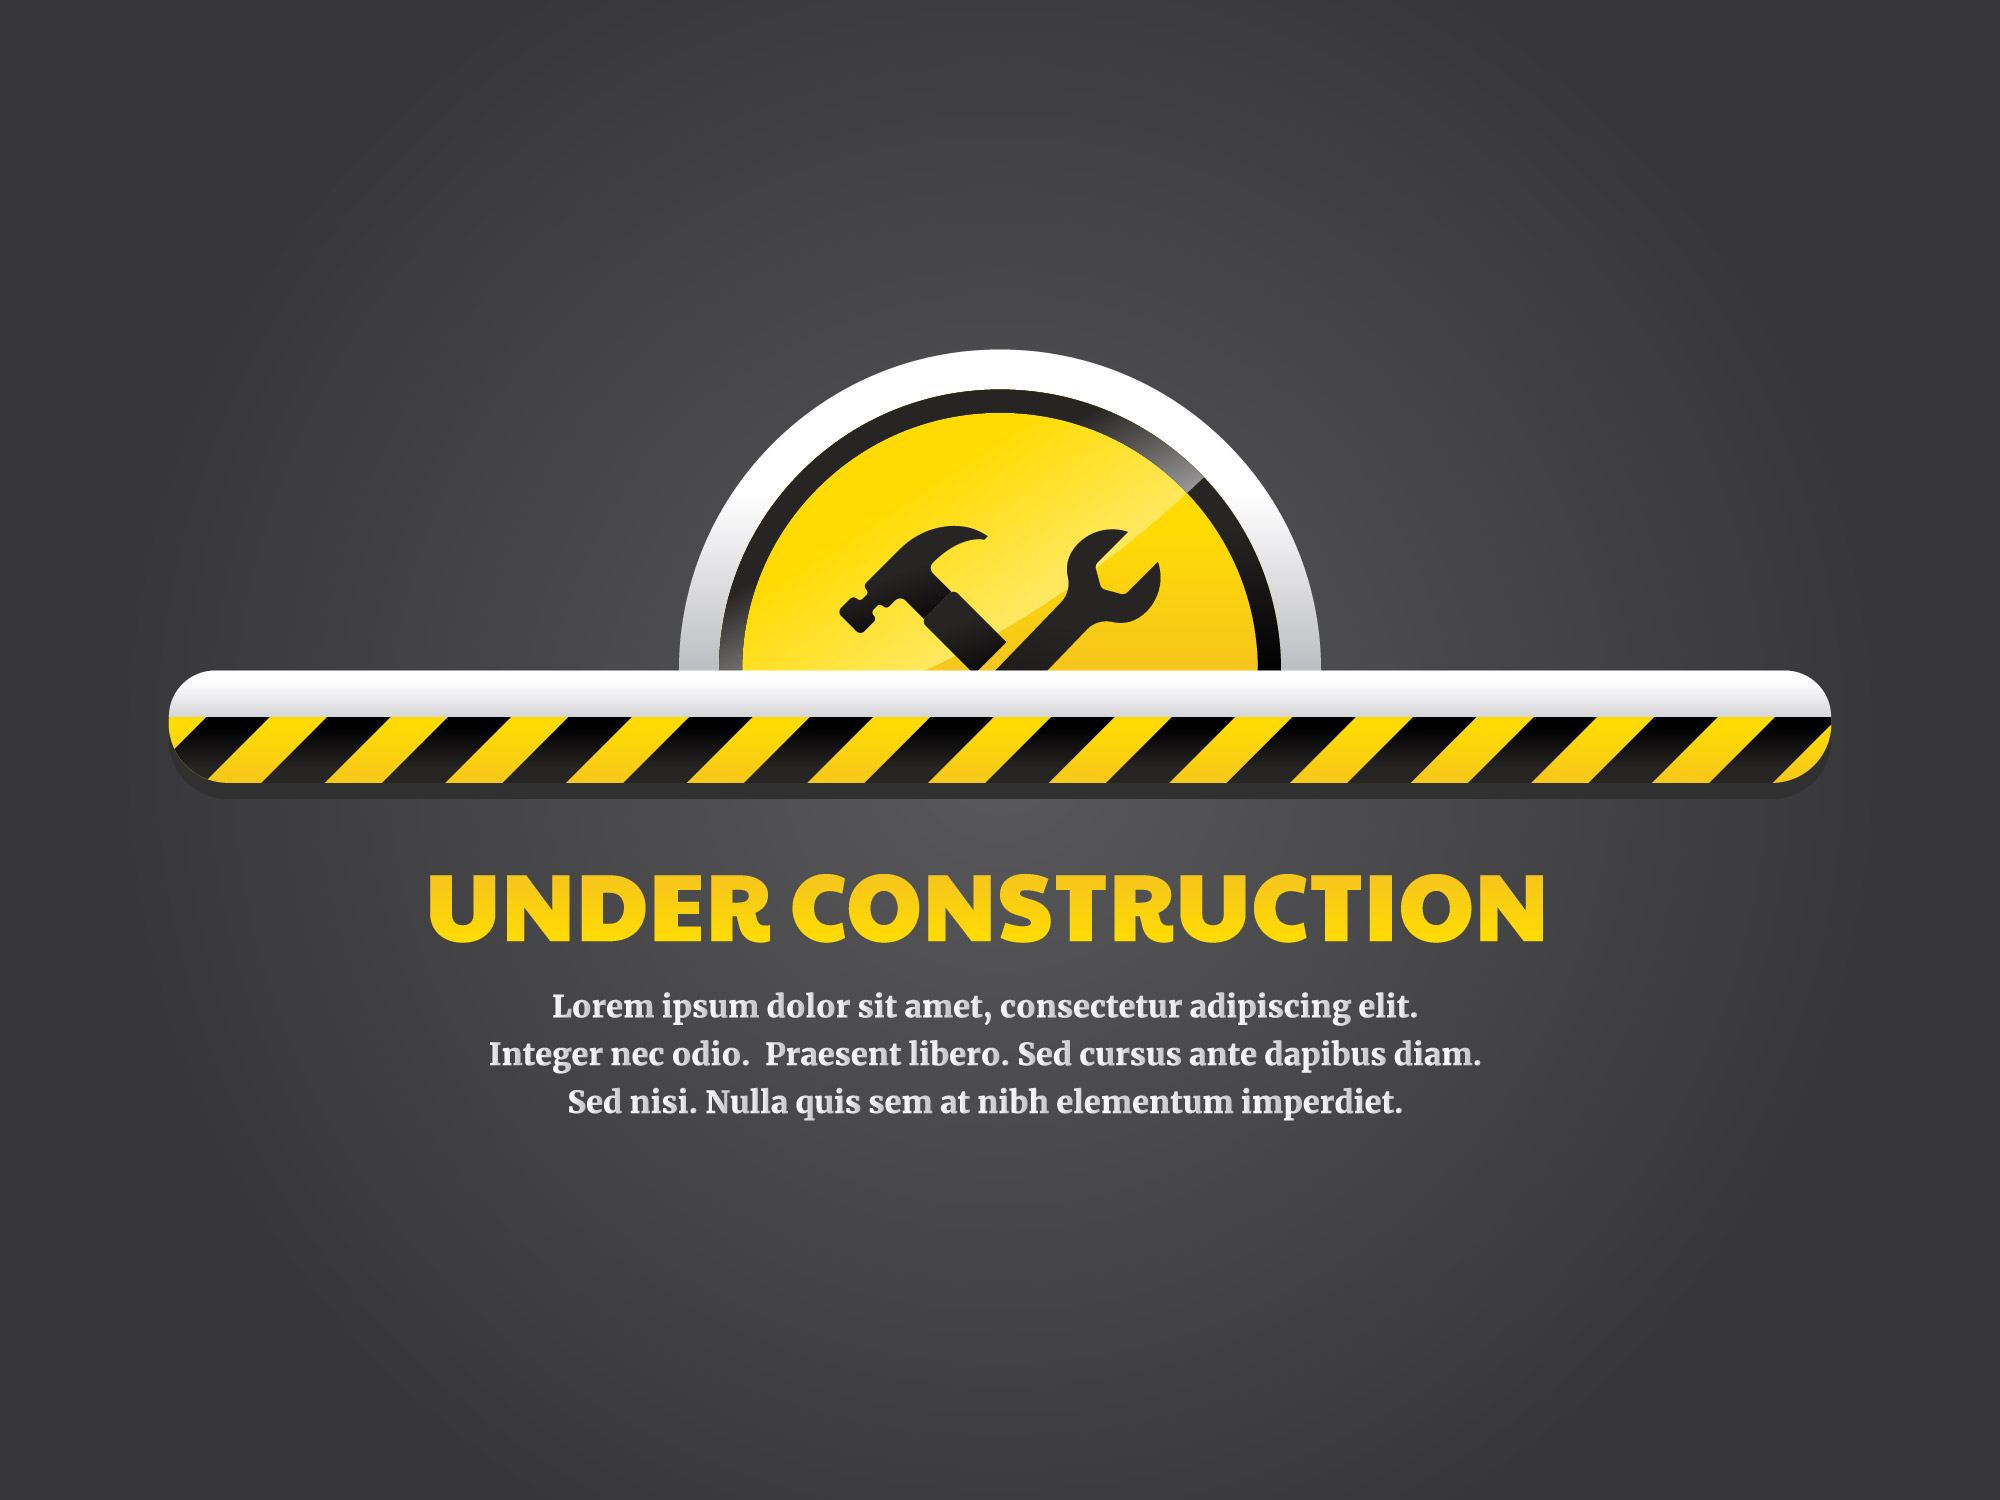 UNDER CONSTRUCTION
Lorem ipsum dolor sit amet, consectetur adipiscing elit.
Integer nec odio.  Praesent libero. Sed cursus ante dapibus diam.
Sed nisi. Nulla quis sem at nibh elementum imperdiet.